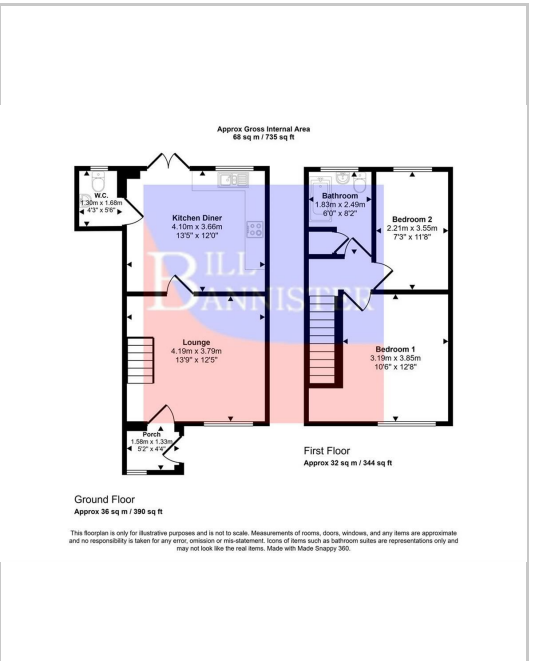 Approx Gross Internal Area
68 sq m / 735 sq ft
W.C.
1.30m x 1.68m
4'3" x 5'6"
Kitchen Diner
4.10m x 3.66m
13'5" x 12'0"
Bathroom
1.83m x 2.49m
6'0" x 8'2"
Bedroom 2
2.21m x 3.55m
7'3" x 11'8"
BILL
BANNISTER
Lounge
4.19m x 3.79m
13'9" x 12'5"
Bedroom 1
3.19m x 3.85m
10'6" x 12'8"
Porch
1.58m x 1.33m
5'2" x 4'4"
First Floor
Approx 32 sq m / 344 sq ft
Ground Floor
Approx 36 sq m / 390 sq ft
This floorplan is only for illustrative purposes and is not to scale. Measurements of rooms, doors, windows, and any items are approximate
and no responsibility is taken for any error, omission or mis-statement. Icons of items such as bathroom suites are representations only and
may not look like the real items. Made with Made Snappy 360.